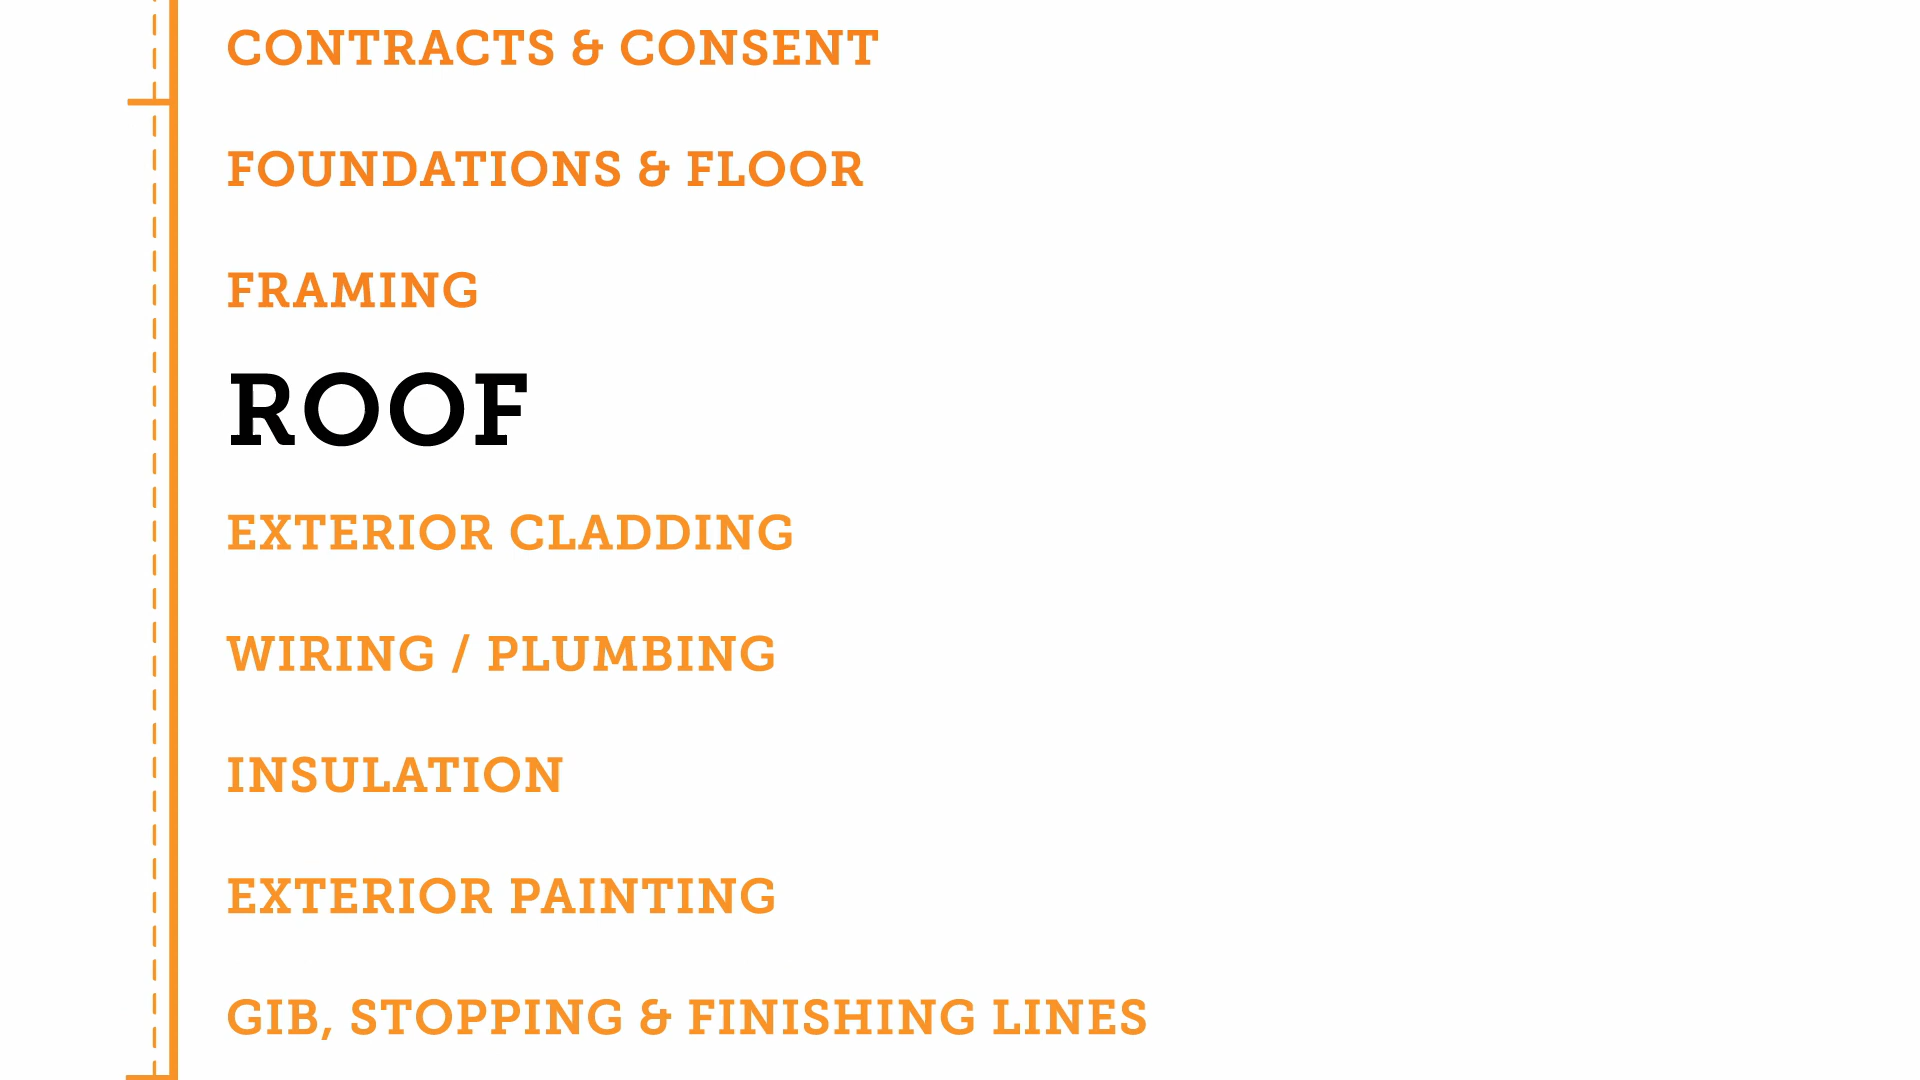 CONTRACTS & CONSENT
FOUNDATIONS & FLOOR
FRAMING
ROOF
EXTERIOR CLADDING
WIRING / PLUMBING
INSULATION
EXTERIOR PAINTING
GIB, STOPPING & FINISHING LINES